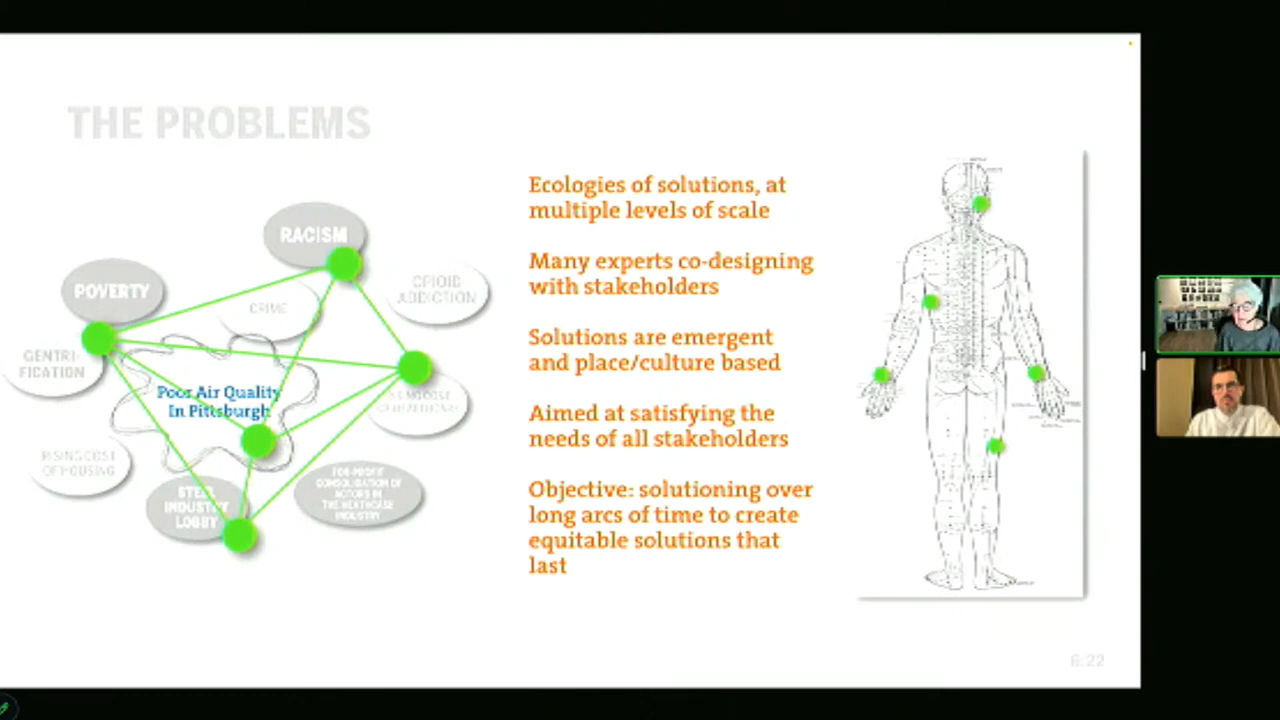 THE PROBLEMS
RACISM
POVERTY
CRIME
OPIOID
ADDICTION
GENTRI-
FICATION
Poor Air Quality
In Pittsburgh
RISING COST
OF HOUSING
STEEL
INDUSTRY
LOBBY
FOR-PROFIT
CONSOLIDATION OF
ACTORS IN
THE HEATHCARE
INDUSTRY
Ecologies of solutions, at
multiple levels of scale
Many experts co-designing
with stakeholders
Solutions are emergent
and place/culture based
Aimed at satisfying the
needs of all stakeholders
Objective: solutioning over
long arcs of time to create
equitable solutions that
last
6:22